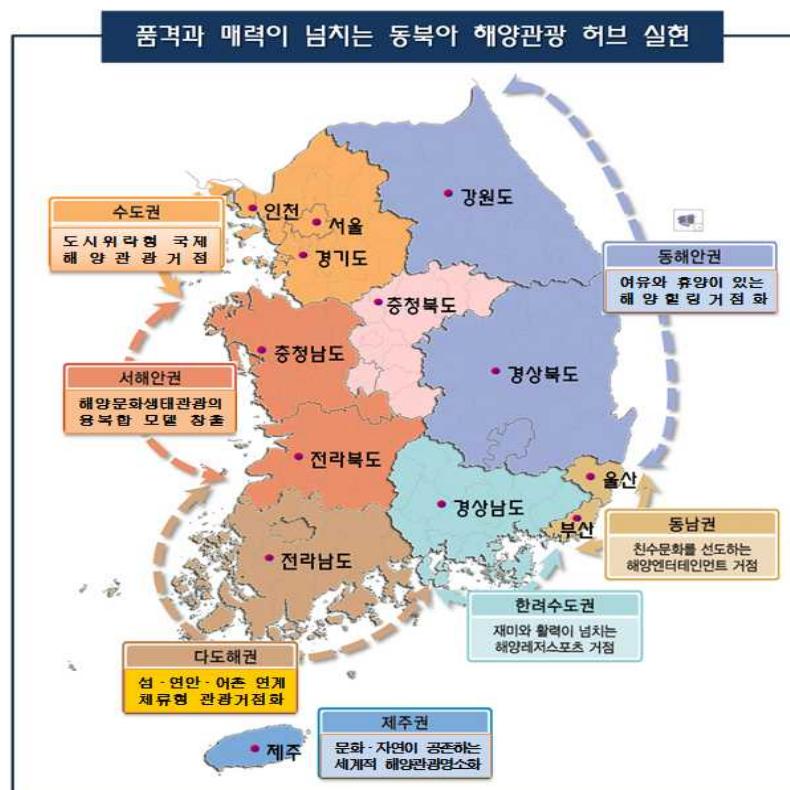 품격과 매력이 넘치는 동북아 해양관광 허브 실현
강원도
인천
서울
경기도
수도권
도시위락형 국제
해양관광거점
동해안권
여유와 휴양이 있는
해양힐링거점화
충청북도
충청남도
경상북도
서해안권
해양문화생태관광의
융복합 모델 창출
전라북도
울산
경상남도
부산
동남권
친수문화를 선도하는
해양엔터테인먼트 거점
전라남도
한려수도권
재미와 활력이 넘치는
해양레저스포츠 거점
다도해권
섬·연안·어촌 연계
체류형 관광거점화
제주권
문화·자연이 공존하는
세계적 해양관광명소화
제주